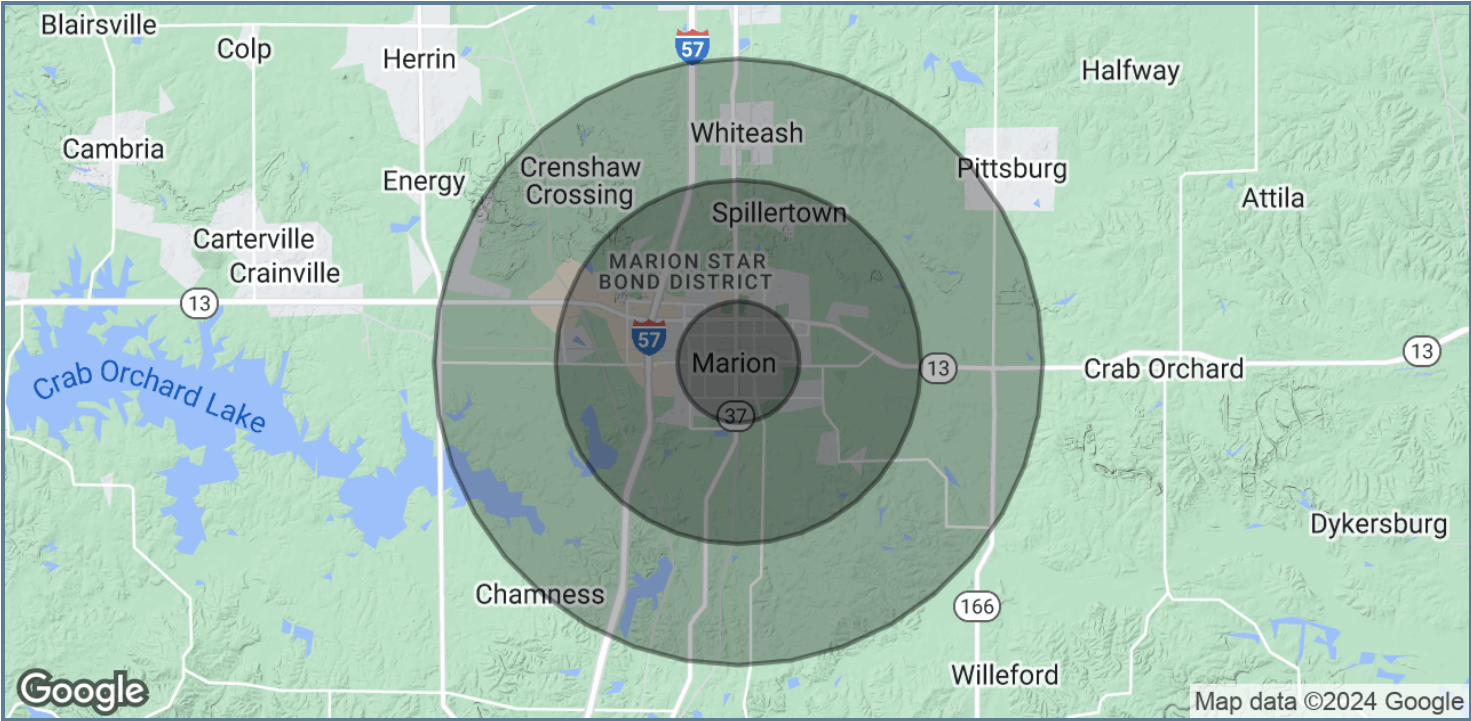 Blairsville
Colp
Herrin
57
Halfway
Cambria
Whiteash
Energy
Crenshaw
Crossing
Pittsburg
Attila
Spillertown
Carterville
Crainville
MARION STAR
BOND DISTRICT
13
57
Marion
13
Crab Orchard
13
Crab Orchard Lake
37
Dykersburg
Chamness
166
Willeford
Google
Map data ©2024 Google